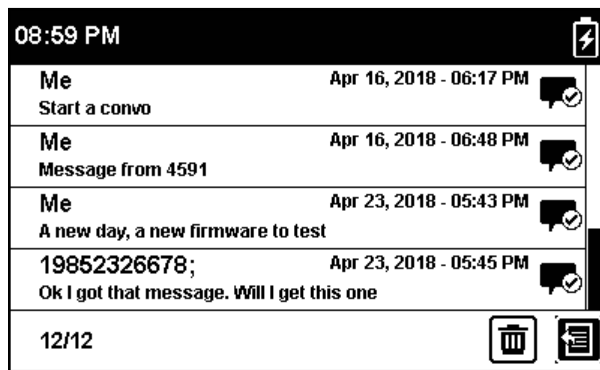 08:59 PM
Me Apr 16, 2018 - 06:17 PM
Start a convo
Me Apr 16, 2018 - 06:48 PM
Message from 4591
Me Apr 23, 2018 - 05:43 PM
A new day, a new firmware to test
19852326678; Apr 23, 2018 - 05:45 PM
Ok I got that message. Will I get this one
12/12